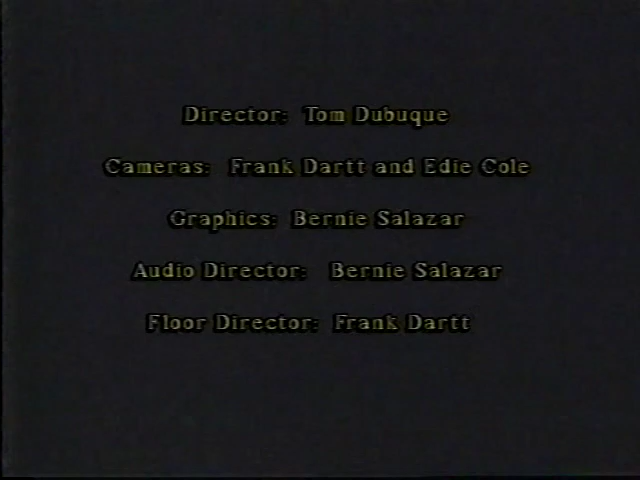 Director: Tom Dubuque
Cameras: Frank Dartt and Edie Cole
Graphics: Bernie Salazar
Audio Director: Bernie Salazar
Floor Director: Frank Dartt